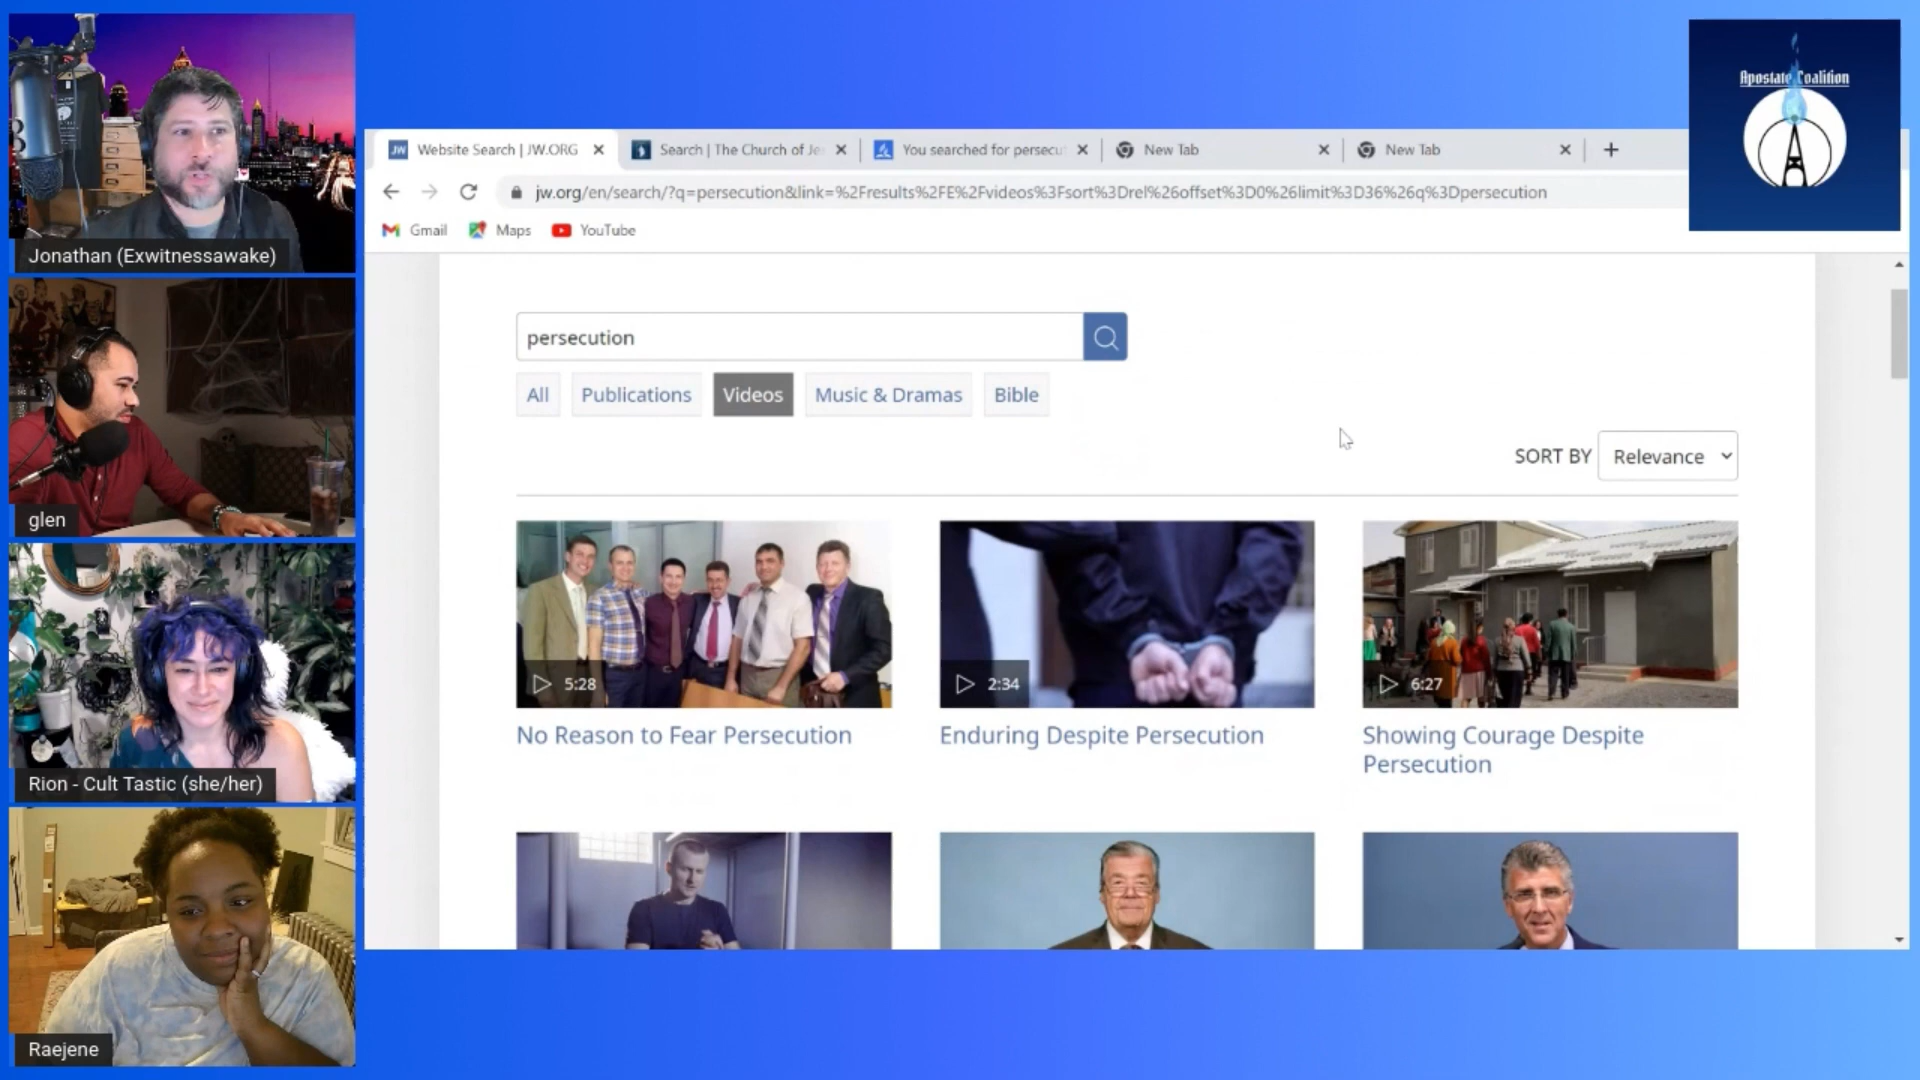 Jonathan (Exwitnessawake)
glen
Rion - Cult Tastic (she/her)
Raejene
Apostate Coalition
JW
Website Search | JW.ORG
Search | The Church of Je
You searched for persecut
New Tab
New Tab
jw.org/en/search/?q=persecution&link=%2Fresults%2FE%2Fvideos%3Fsort%3Drel%26offset%3D0%26limit%3D36%26q%3Dpersecution
Gmail
Maps
YouTube
persecution
All
Publications
Videos
Music & Dramas
Bible
SORT BY
Relevance
5:28
2:34
6:27
No Reason to Fear Persecution
Enduring Despite Persecution
Showing Courage Despite
Persecution